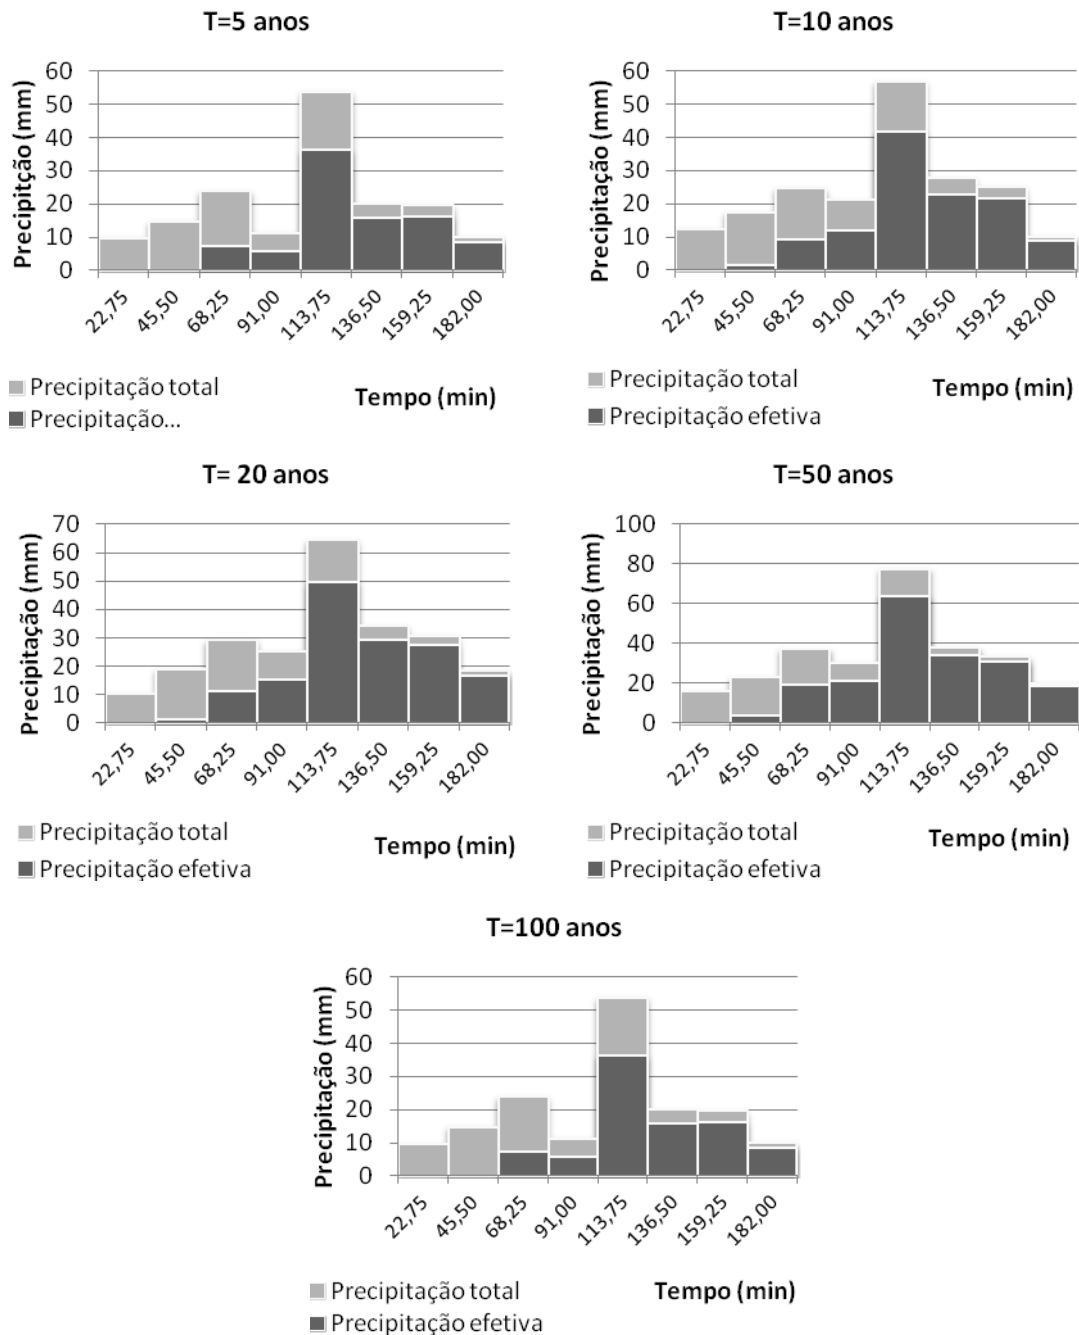 T=5 anos
Precipitção (mm)
60
50
40
30
20
10
0
22,75 45,50 68,25 91,00 113,75 136,50 159,25 182,00
Precipitação total
Precipitação...
Tempo (min)
T=10 anos
Precipitação (mm)
60
50
40
30
20
10
0
22,75 45,50 68,25 91,00 113,75 136,50 159,25 182,00
Precipitação total
Precipitação efetiva
Tempo (min)
T= 20 anos
Precipitação (mm)
70
60
50
40
30
20
10
0
22,75 45,50 68,25 91,00 113,75 136,50 159,25 182,00
Precipitação total
Precipitação efetiva
Tempo (min)
T=50 anos
Precipitação (mm)
100
80
60
40
20
0
22,75 45,50 68,25 91,00 113,75 136,50 159,25 182,00
Precipitação total
Precipitação efetiva
Tempo (min)
T=100 anos
Precipitação (mm)
60
50
40
30
20
10
0
22,75 45,50 68,25 91,00 113,75 136,50 159,25 182,00
Precipitação total
Precipitação efetiva
Tempo (min)